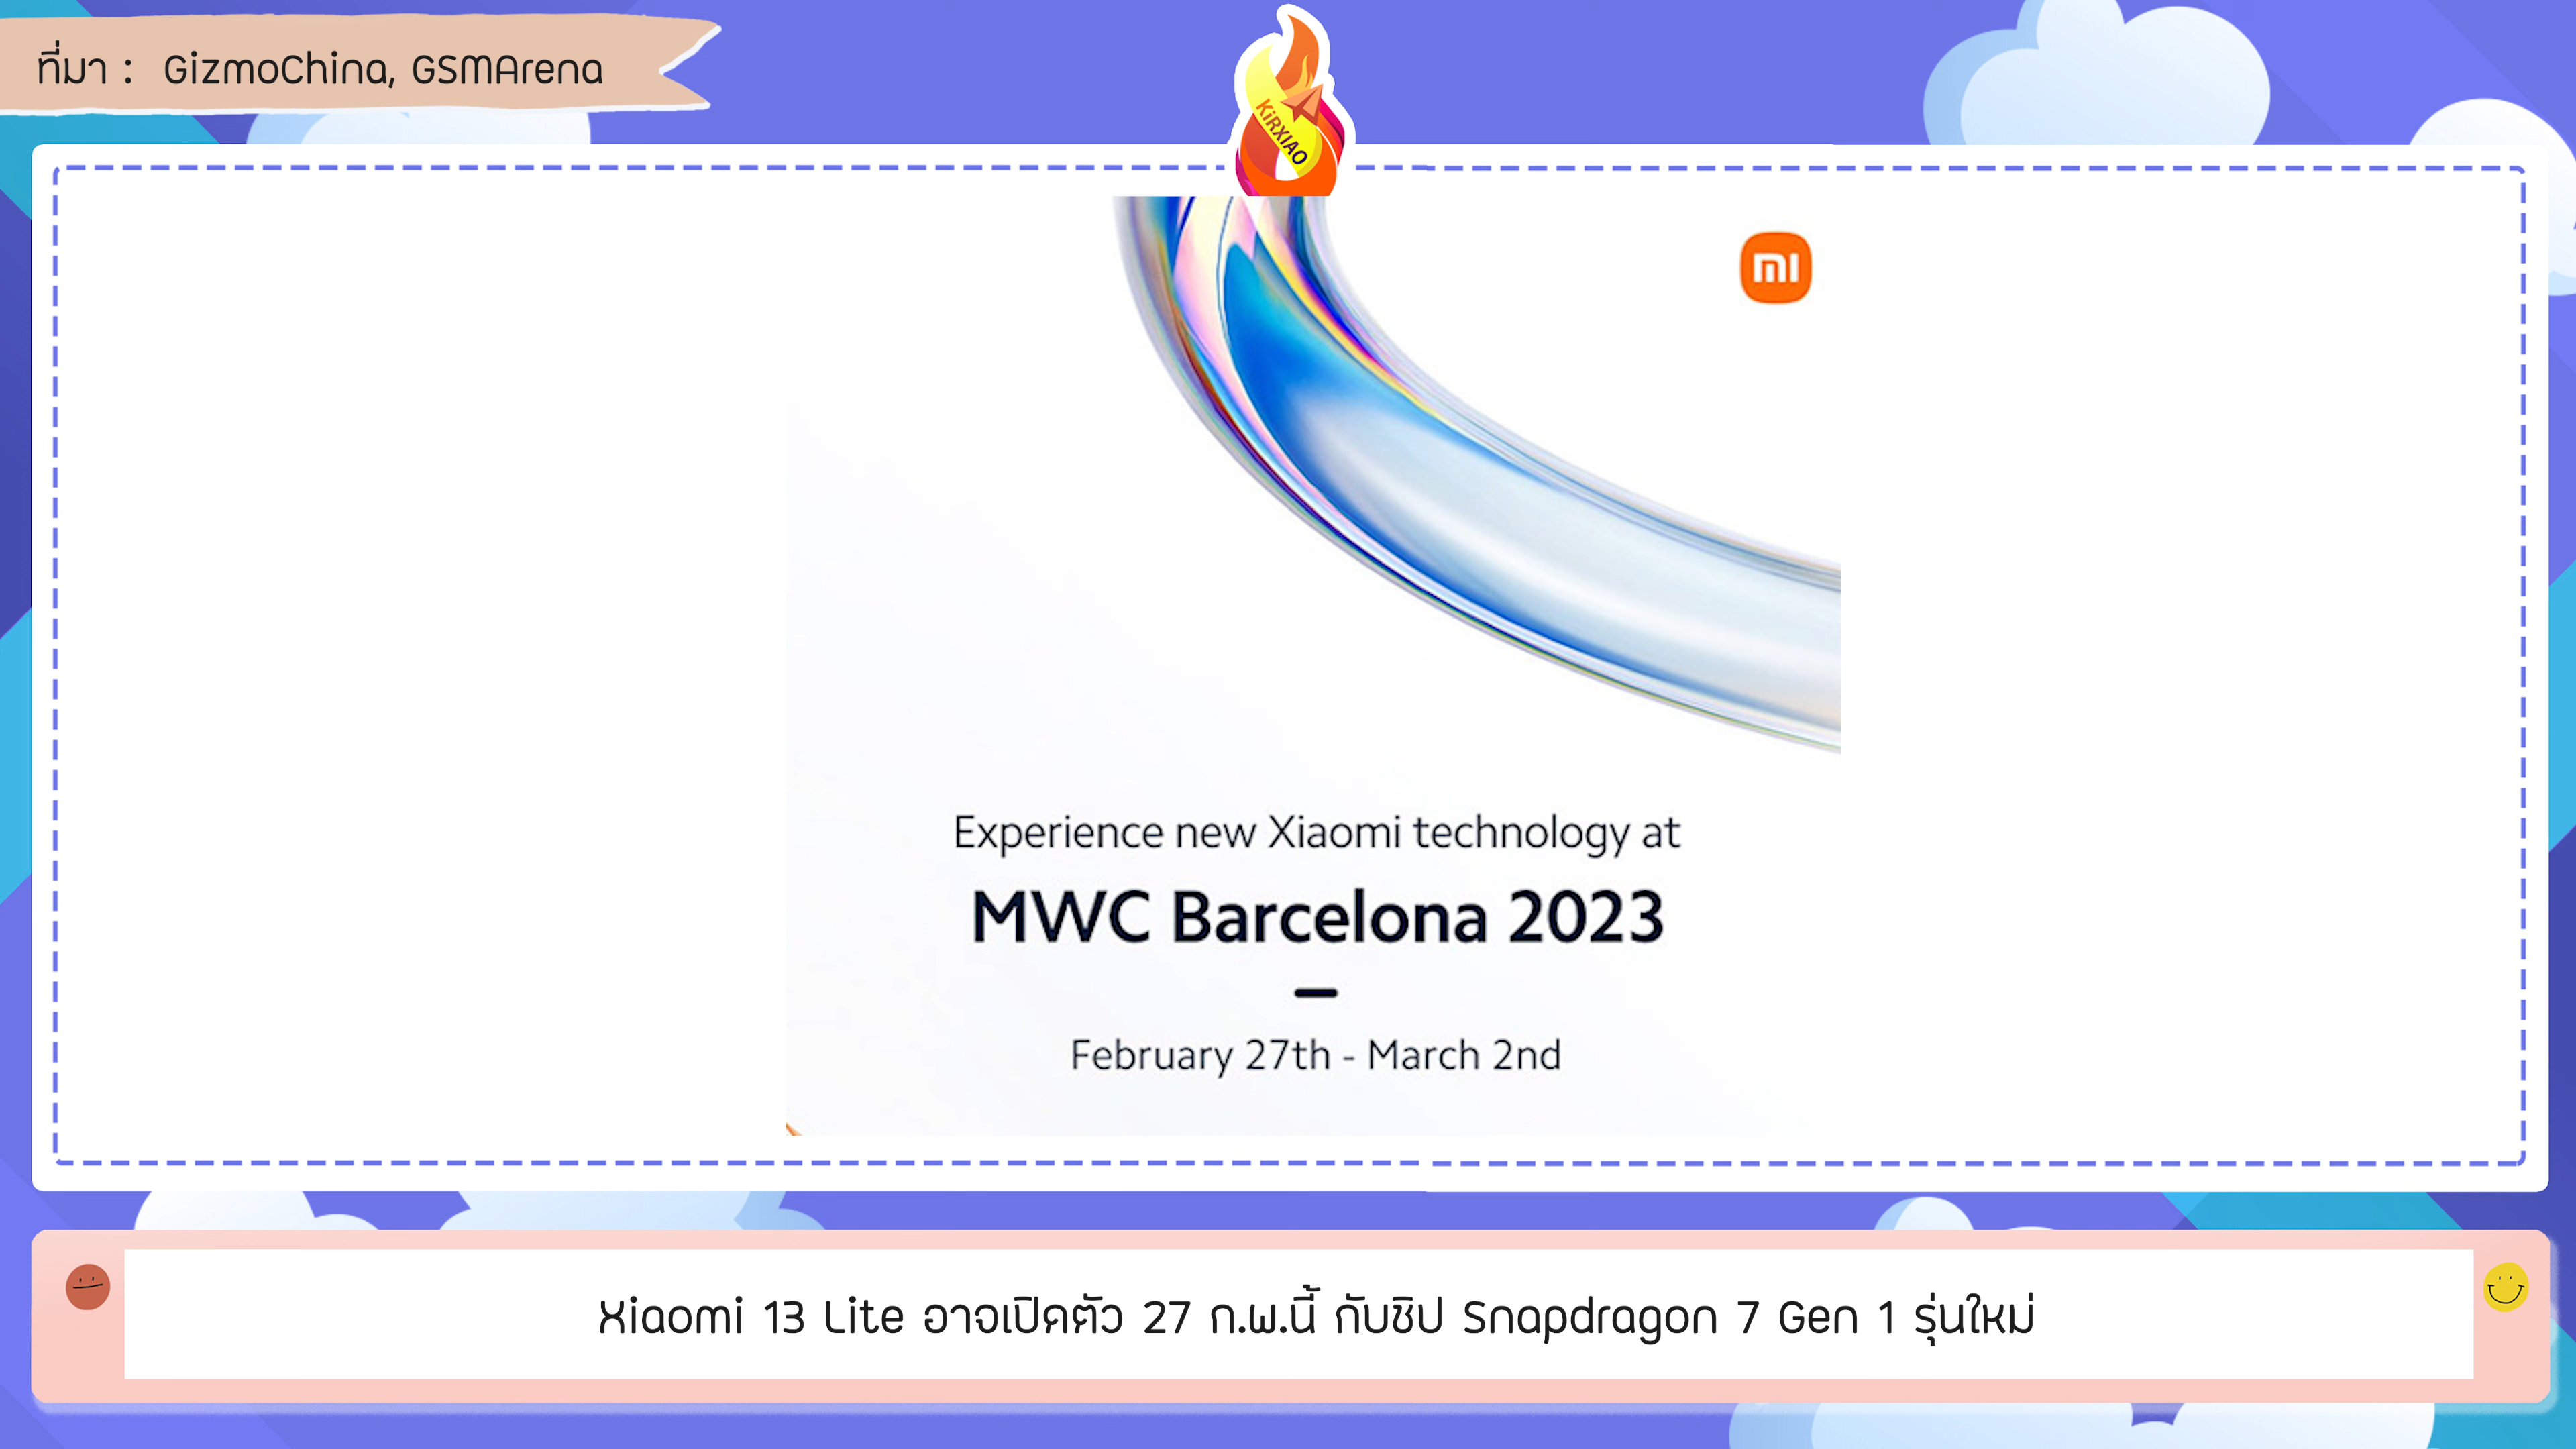 ที่มา : GizmoChina, GSMArena
KiRXIAO
mi
Experience new Xiaomi technology at
MWC Barcelona 2023
February 27th - March 2nd
Xiaomi 13 Lite อาจเปิดตัว 27 ก.พ.นี้ กับชิป Snapdragon 7 Gen 1 รุ่นใหม่